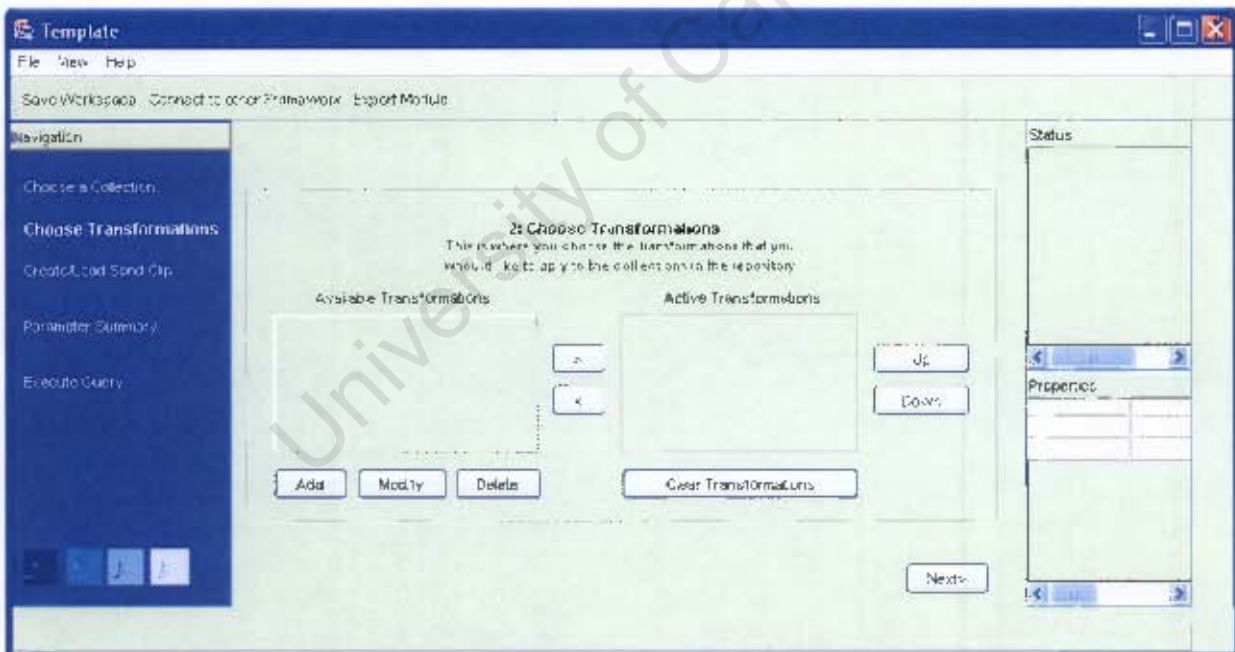 Template
File View Help
Save Workspace Connect to other Framework Export Module
Navigation
Status
Choose a Collection
Choose Transformations
Create/Load Sound Clip
Parameter Summary
Execute Query
2: Choose Transformations
This is where you choose the transformations that you
would like to apply to the collections in the repository
Available Transformations
Active Transformations
>
<
Up
Down
Properties
Add Modify Delete
Clear Transformations
Next>
University of Ca